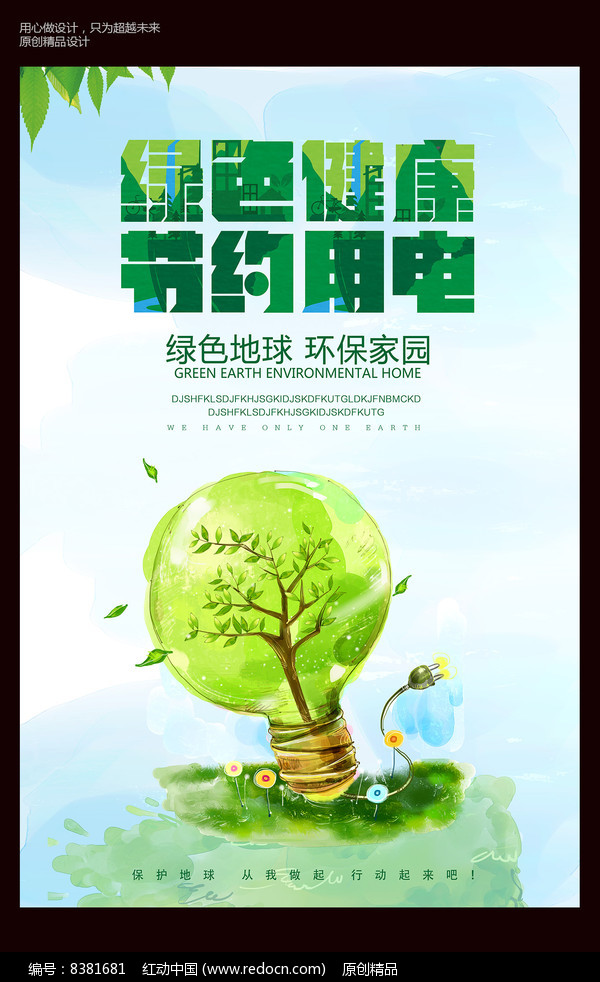 用心做设计，只为超越未来
原创精品设计
绿色健康
节约用电
绿色地球 环保家园
GREEN EARTH ENVIRONMENTAL HOME
DJSHFKLSDJFKHJSGKIDJSKDFKUTGLDKJFNBMCKD
DJSHFKLSDJFKHJSGKIDJSKDFKUTG
WE HAVE ONLY ONE EARTH
保护地球 从我做起 行动起来吧！
编号：8381681 红动中国 (www.redocn.com) 原创精品